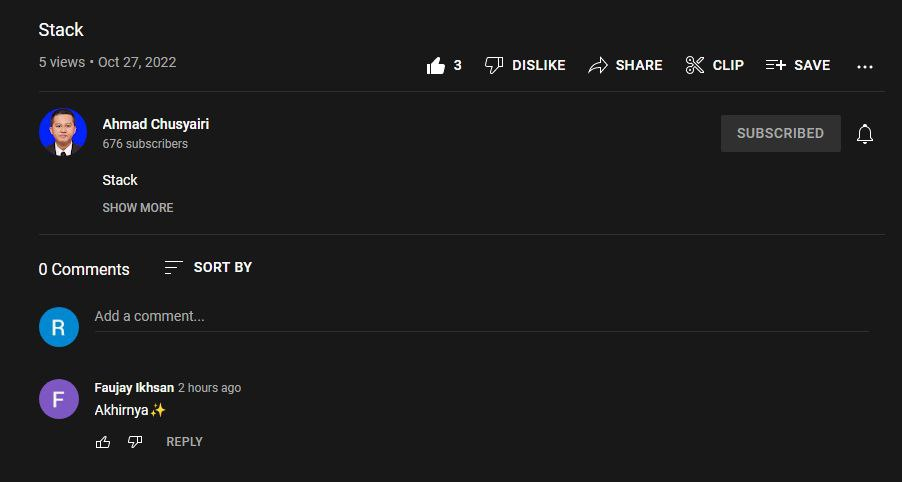 Stack
5 views • Oct 27, 2022
3 DISLIKE SHARE CLIP SAVE ...
Ahmad Chusyairi
676 subscribers
SUBSCRIBED
Stack
SHOW MORE
0 Comments SORT BY
R
Add a comment...
F
Faujay Ikhsan 2 hours ago
Akhirnya✨
REPLY